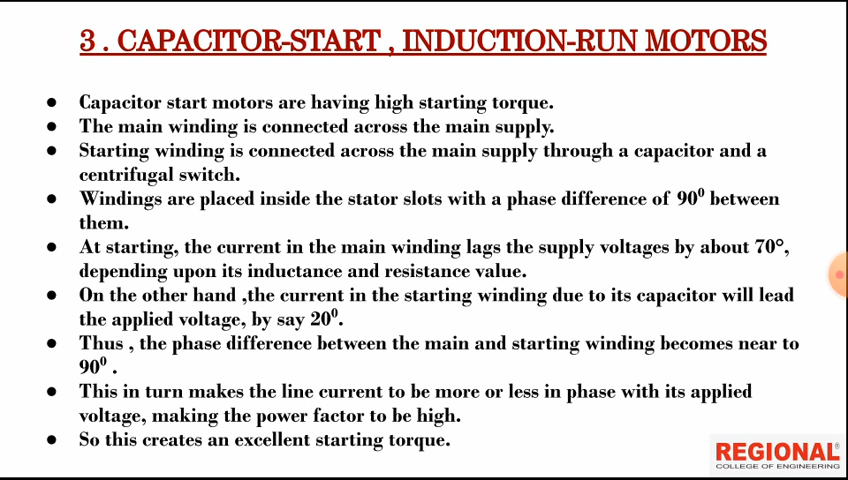 3 . CAPACITOR-START , INDUCTION-RUN MOTORS
● Capacitor start motors are having high starting torque.
● The main winding is connected across the main supply.
● Starting winding is connected across the main supply through a capacitor and a
centrifugal switch.
● Windings are placed inside the stator slots with a phase difference of 90⁰ between
them.
● At starting, the current in the main winding lags the supply voltages by about 70°,
depending upon its inductance and resistance value.
● On the other hand ,the current in the starting winding due to its capacitor will lead
the applied voltage, by say 20⁰.
● Thus , the phase difference between the main and starting winding becomes near to
90⁰ .
● This in turn makes the line current to be more or less in phase with its applied
voltage, making the power factor to be high.
● So this creates an excellent starting torque.
REGIONAL®
COLLEGE OF ENGINEERING